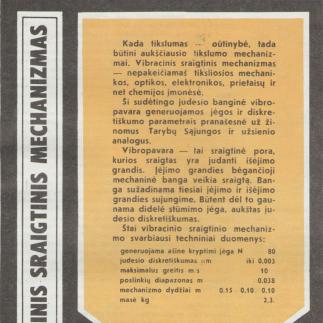 INIS SRAIGTINIS MECHANIZMAS
Kada tikslumas — būtinybė, tada
būtini aukščiausio tikslumo mechaniz-
mai. Vibracinis sraigtinis mechanizmas
— nepakeičiamas tiksliosios mechani-
kos, optikos, elektronikos, prietaisų ir
net chemijos įmonėse.
Ši sudėtingo judesio banginė vibro-
pavara generuojamos jėgos ir diskre-
tiškumo parametrais pranašesnė už ži-
nomus Tarybų Sąjungos ir užsienio
analogus.
Vibropavara — tai sraigtinė pora,
kurios sraigtas yra judanti išėjimo
grandis. Įėjimo grandies bėgančioji
mechaninė banga veikia sraigtą. Ban-
ga sužadinama tiesiai įėjimo ir išėjimo
grandies sujungime. Būtent dėl to gau-
nama didelė stūmimo jėga, aukštas ju-
desio diskretiškumas.
Štai vibracinio sraigtinio mechaniz-
mo svarbiausi techniniai duomenys:
generuojama ašine kryptimi jėga N 80
judesio diskretiškumas iki 0.003
maksimalus greitis m s 10
poslinkių diapazonas m 0.038
mechanizmo dydžiai m 0.15 0.10 0.10
masė kg 2,3.